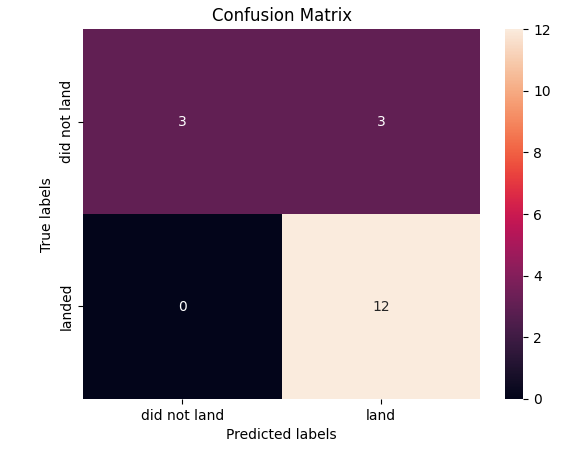 Confusion Matrix
True labels
did not land
landed
3 3
0 12
did not land land
Predicted labels
12
10
8
6
4
2
0